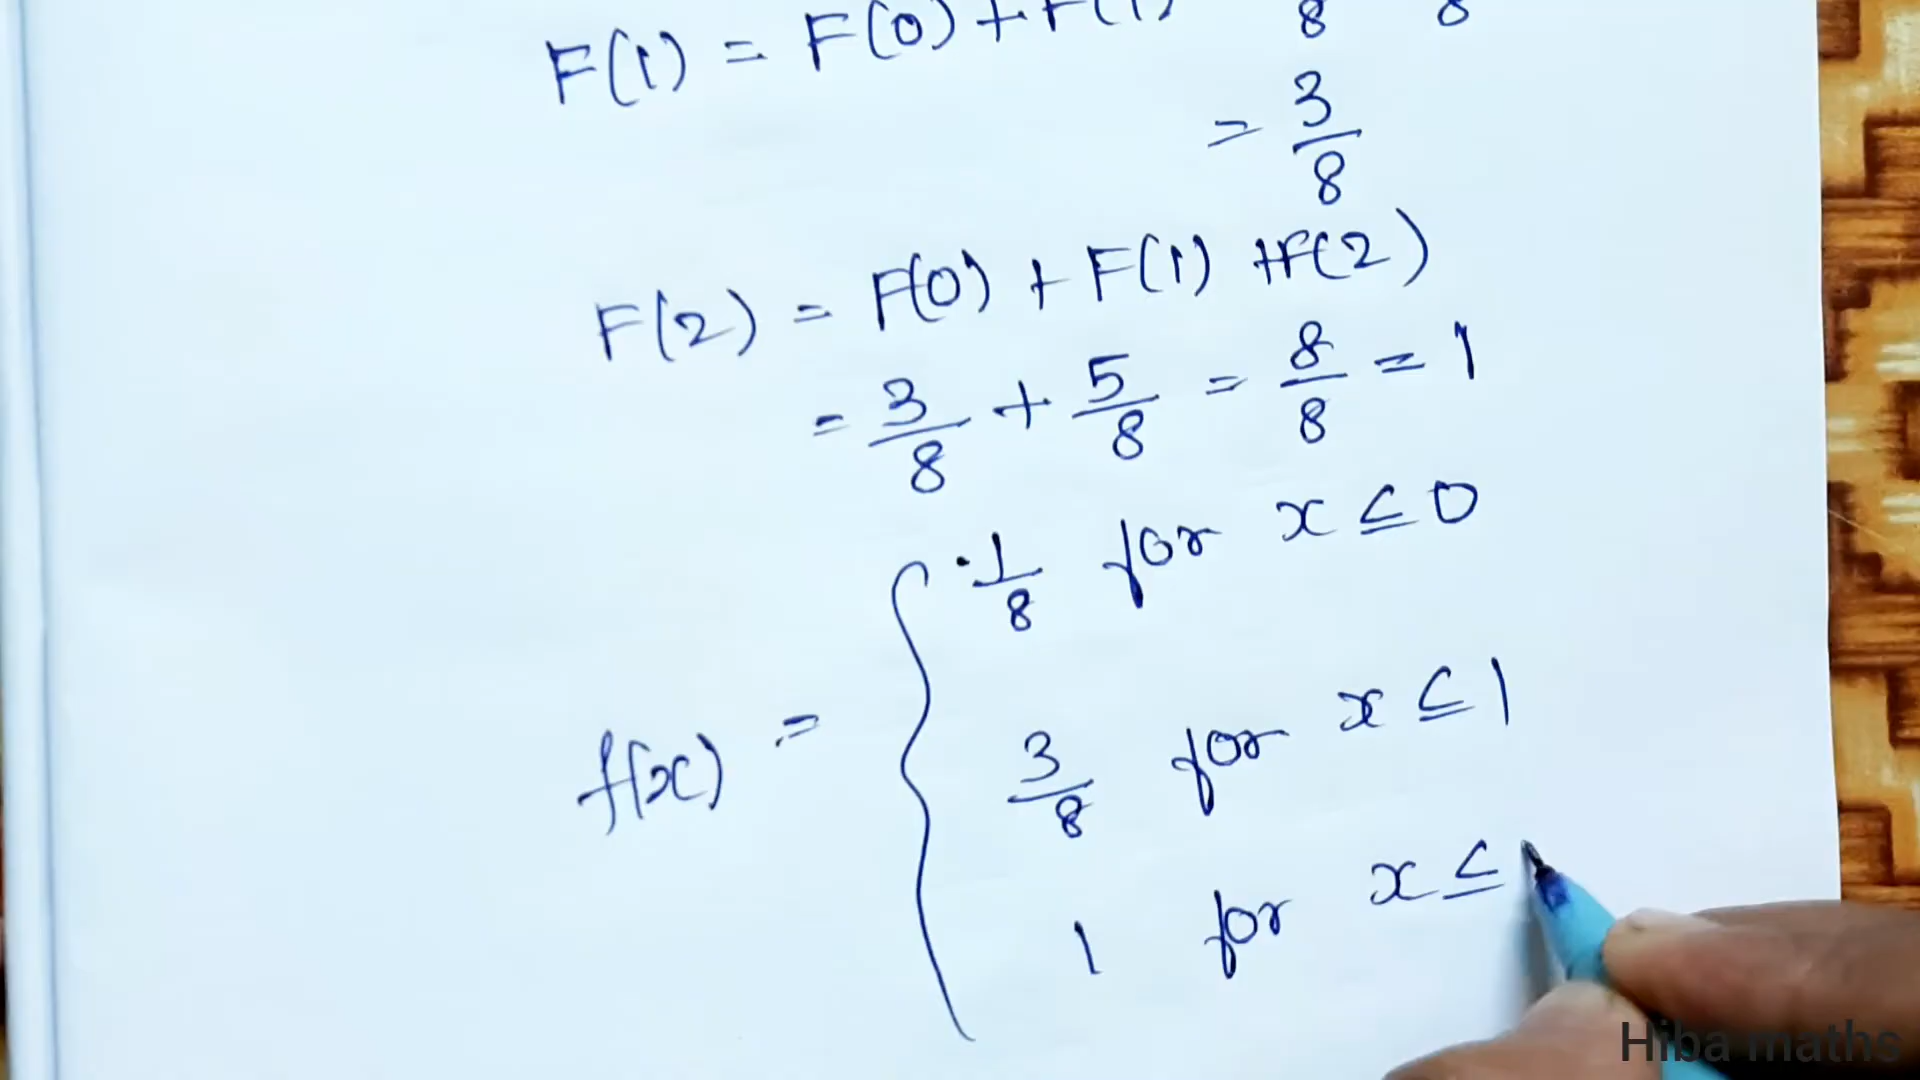 F(1) = F(0) + F(1) 8 8
= 3/8
F(2) = F(0) + F(1) + F(2)
= 3/8 + 5/8 = 8/8 = 1
f(x) = { 1/8 for x ≤ 0
3/8 for x ≤ 1
1 for x ≤
Hiba maths